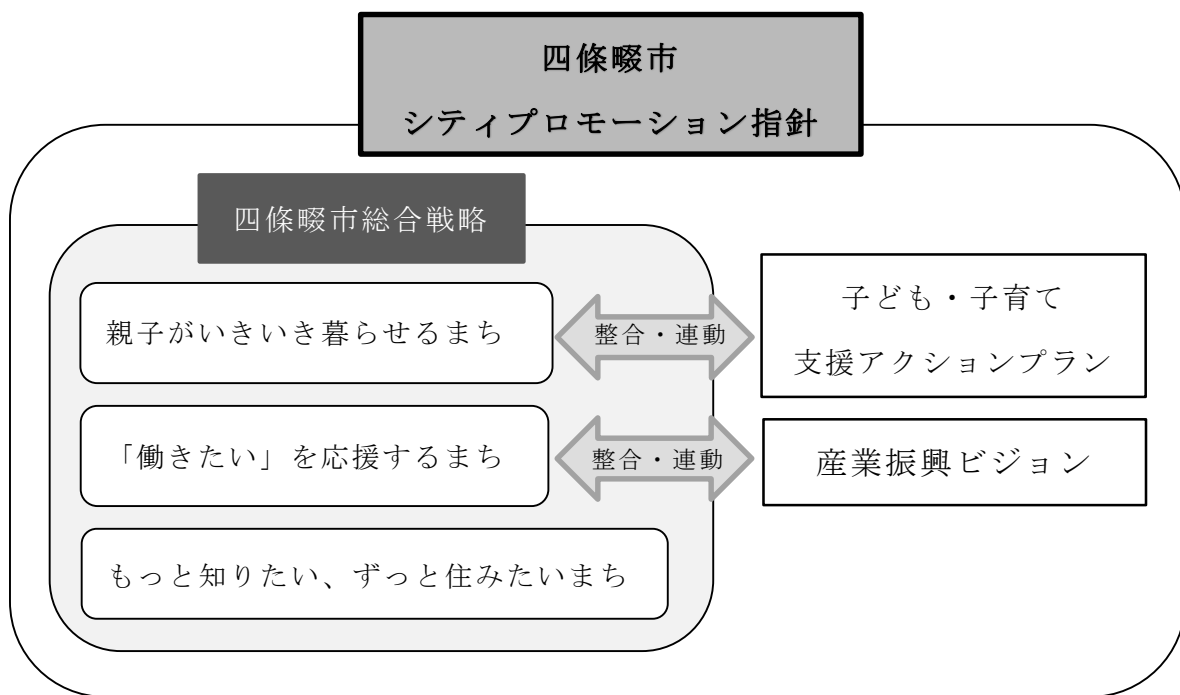 四條畷市
シティプロモーション指針
四條畷市総合戦略
親子がいきいき暮らせるまち
整合・連動
子ども・子育て
支援アクションプラン
「働きたい」を応援するまち
整合・連動
産業振興ビジョン
もっと知りたい、ずっと住みたいまち